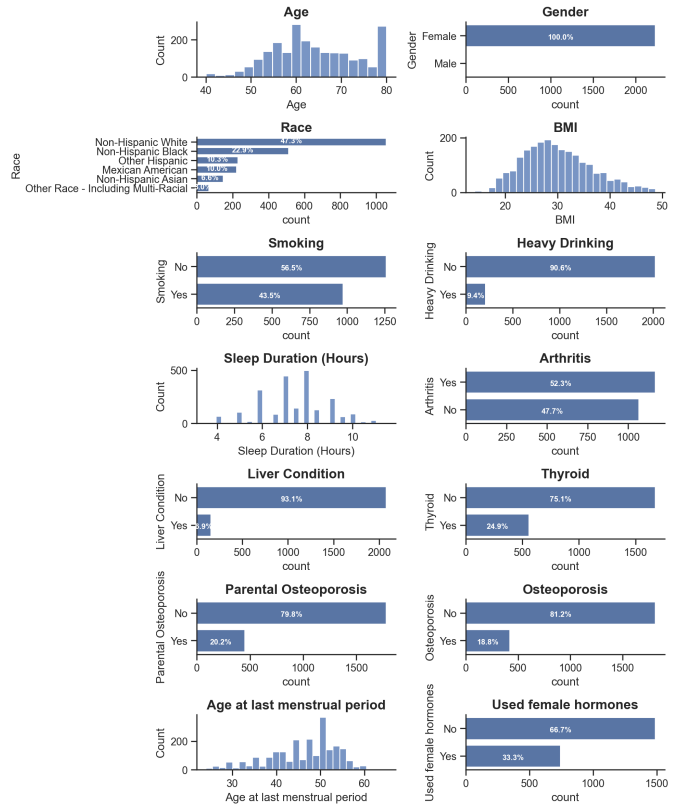 Age
Count
200
0
40 50 60 70 80
Age
Gender
Gender
Female
100.0%
Male
0 500 1000 1500 2000
count
Race
Race
Non-Hispanic White
47.3%
Non-Hispanic Black
22.9%
Other Hispanic
10.3%
Mexican American
10.0%
Non-Hispanic Asian
6.6%
Other Race - Including Multi-Racial
0 200 400 600 800 1000
count
BMI
Count
200
0
20 30 40 50
BMI
Smoking
Smoking
No
56.5%
Yes
43.5%
0 250 500 750 1000 1250
count
Heavy Drinking
Heavy Drinking
No
90.6%
Yes
9.4%
0 500 1000 1500 2000
count
Sleep Duration (Hours)
Count
500
0
4 6 8 10
Sleep Duration (Hours)
Arthritis
Arthritis
Yes
52.3%
No
47.7%
0 250 500 750 1000
count
Liver Condition
Liver Condition
No
93.1%
Yes
6.9%
0 500 1000 1500 2000
count
Thyroid
Thyroid
No
75.1%
Yes
24.9%
0 500 1000 1500
count
Parental Osteoporosis
Parental Osteoporosis
No
79.8%
Yes
20.2%
0 500 1000 1500
count
Osteoporosis
Osteoporosis
No
81.2%
Yes
18.8%
0 500 1000 1500
count
Age at last menstrual period
Count
200
0
30 40 50 60
Age at last menstrual period
Used female hormones
Used female hormones
No
66.7%
Yes
33.3%
0 500 1000 1500
count